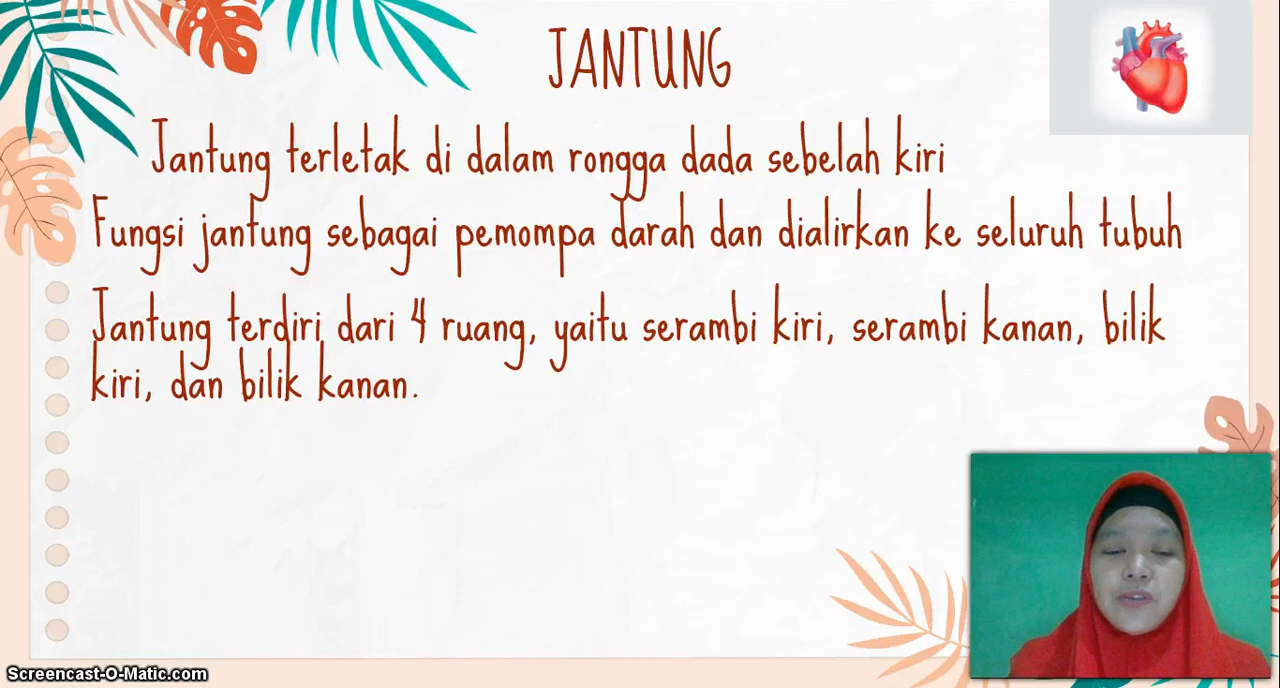 JANTUNG
Jantung terletak di dalam rongga dada sebelah kiri
Fungsi jantung sebagai pemompa darah dan dialirkan ke seluruh tubuh
Jantung terdiri dari 4 ruang, yaitu serambi kiri, serambi kanan, bilik
kiri, dan bilik kanan.
Screencast-O-Matic.com